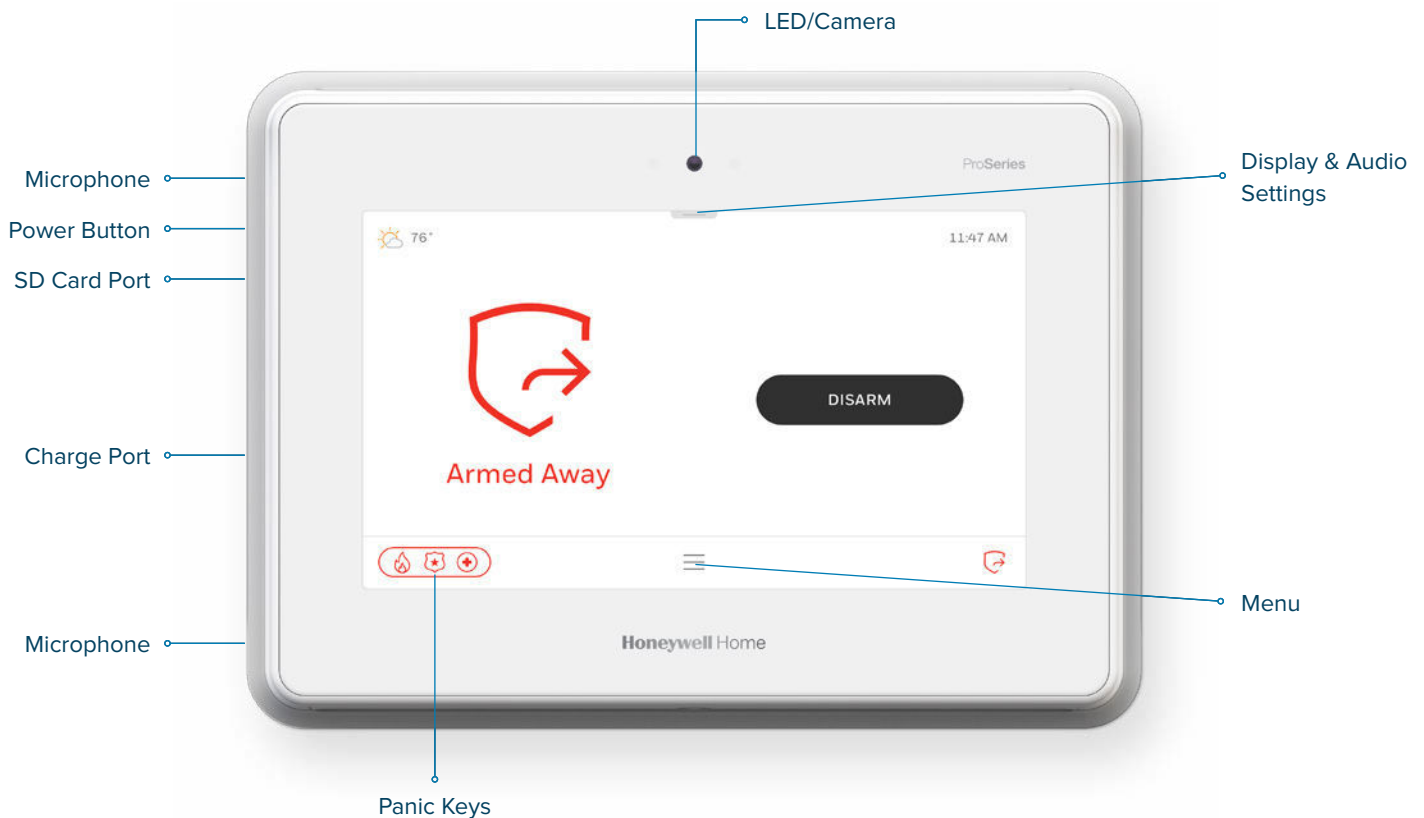 LED/Camera
ProSeries
Display & Audio
Settings
Microphone
Power Button
SD Card Port
Charge Port
Microphone
76°
11:47 AM
Armed Away
DISARM
Menu
Honeywell Home
Panic Keys